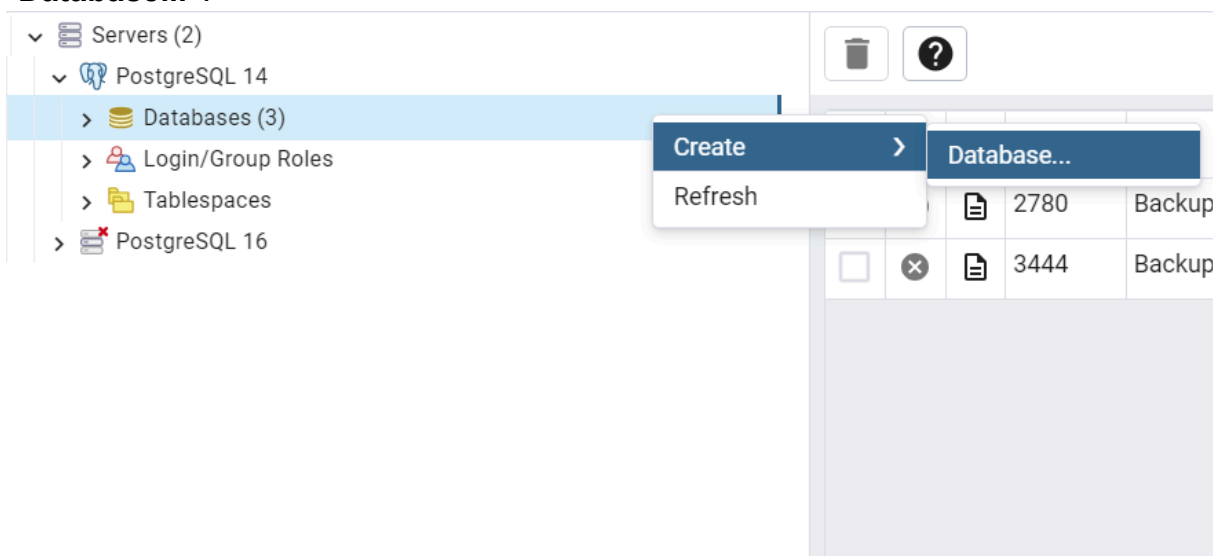 Servers (2)
PostgreSQL 14
Databases (3)
Login/Group Roles
Tablespaces
PostgreSQL 16
Create
Refresh
Database...
2780 Backup
3444 Backup